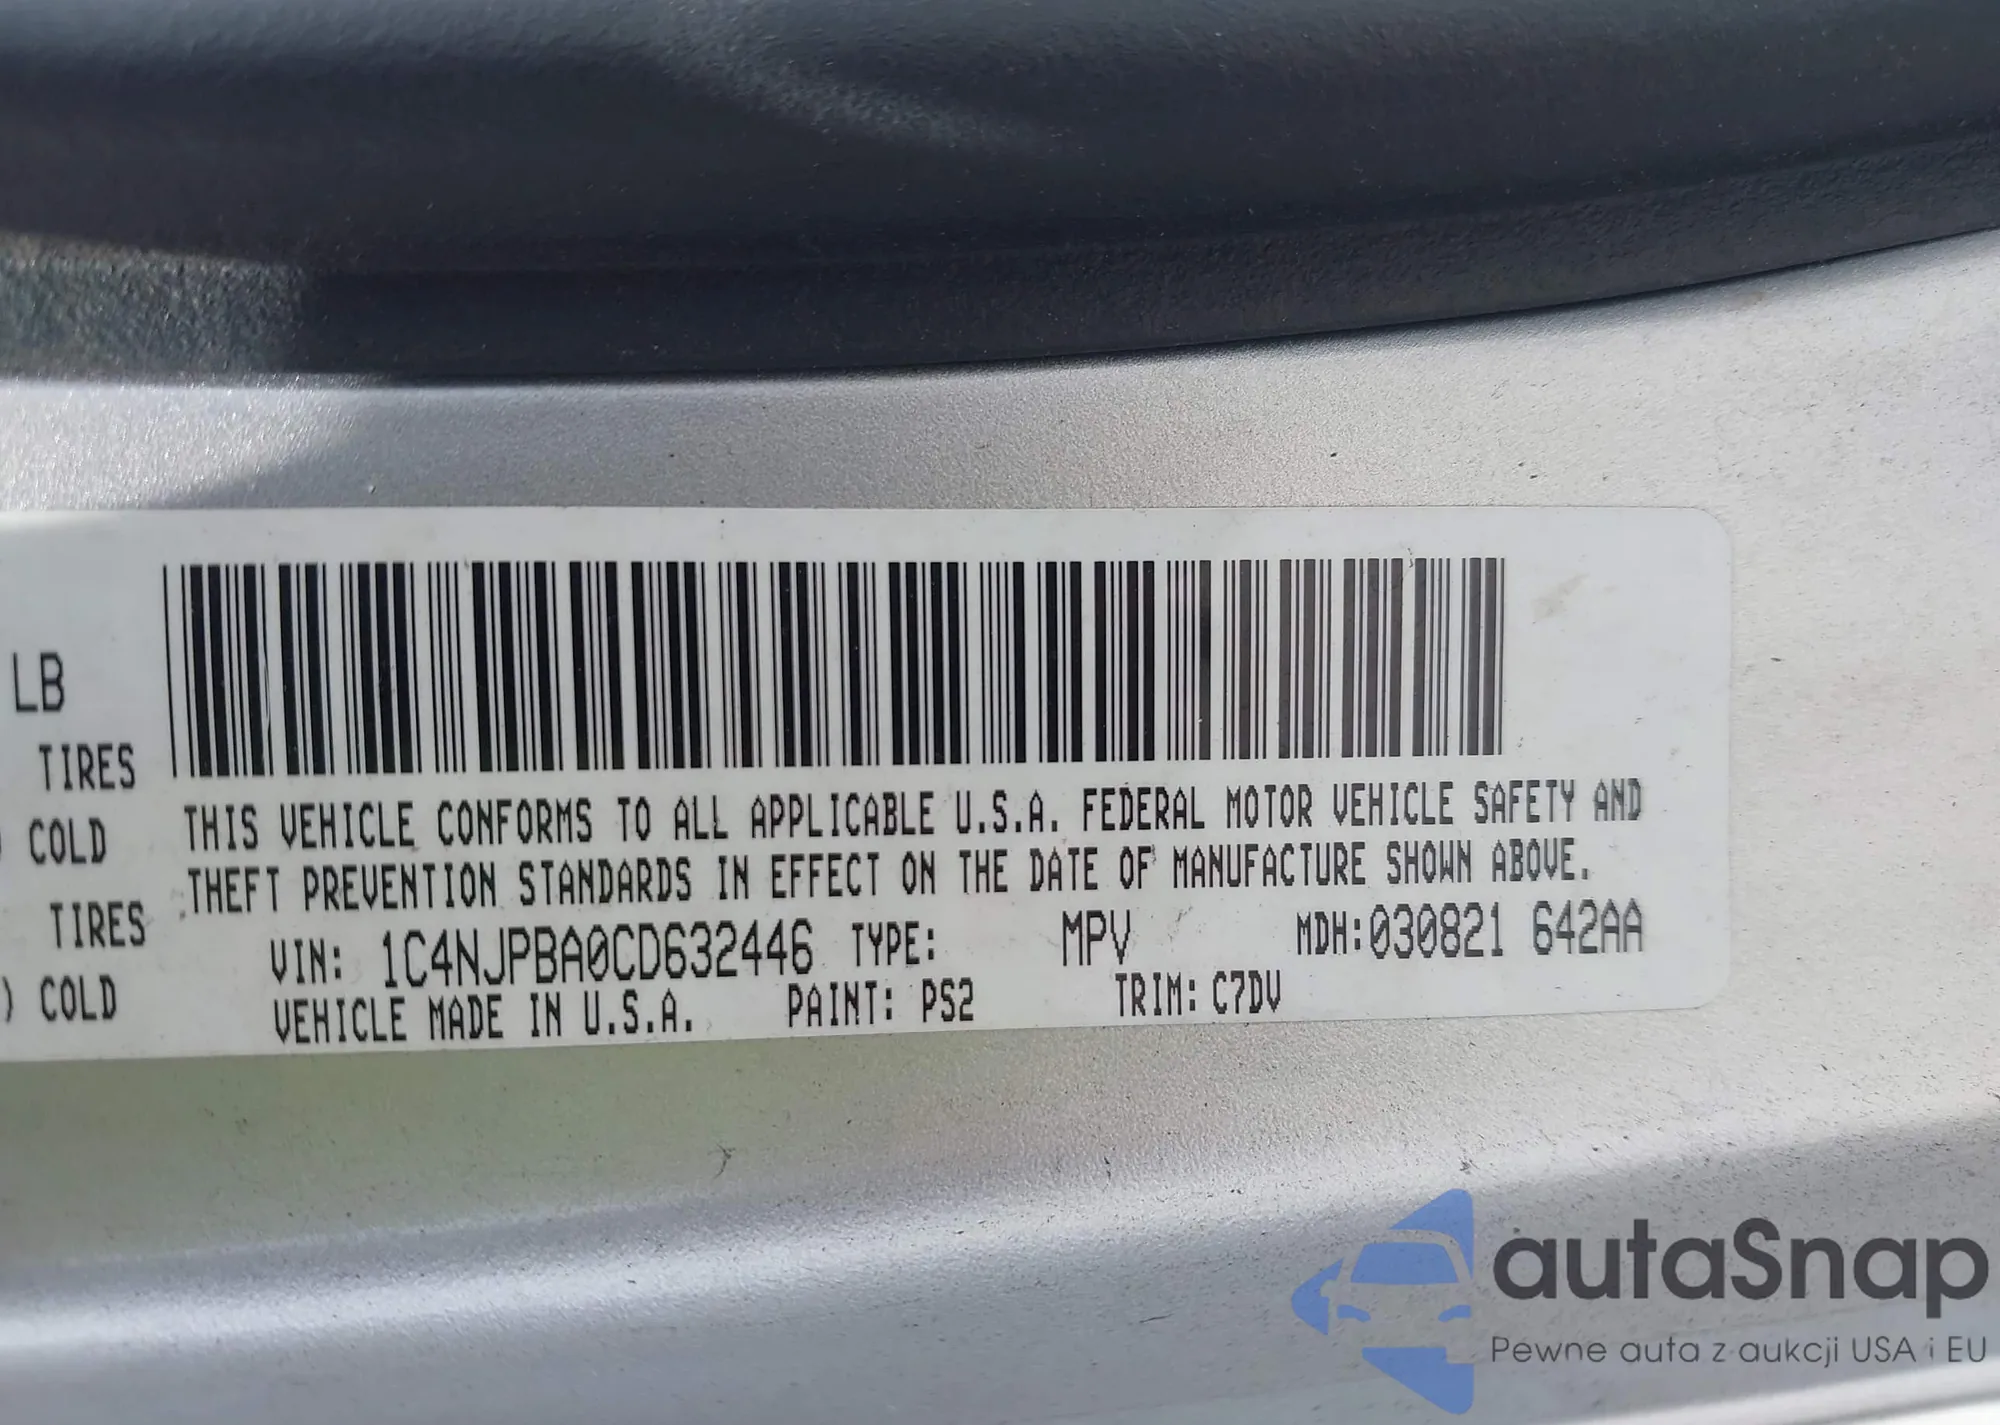 LB
TIRES
) COLD
TIRES
) COLD
THIS VEHICLE CONFORMS TO ALL APPLICABLE U.S.A. FEDERAL MOTOR VEHICLE SAFETY AND
THEFT PREVENTION STANDARDS IN EFFECT ON THE DATE OF MANUFACTURE SHOWN ABOVE.
VIN: 1C4NJPBA0CD632446 TYPE: MPV MDH:030821 642AA
VEHICLE MADE IN U.S.A. PAINT: PS2 TRIM: C7DV
autaSnap
Pewne auta z aukcji USA i EU